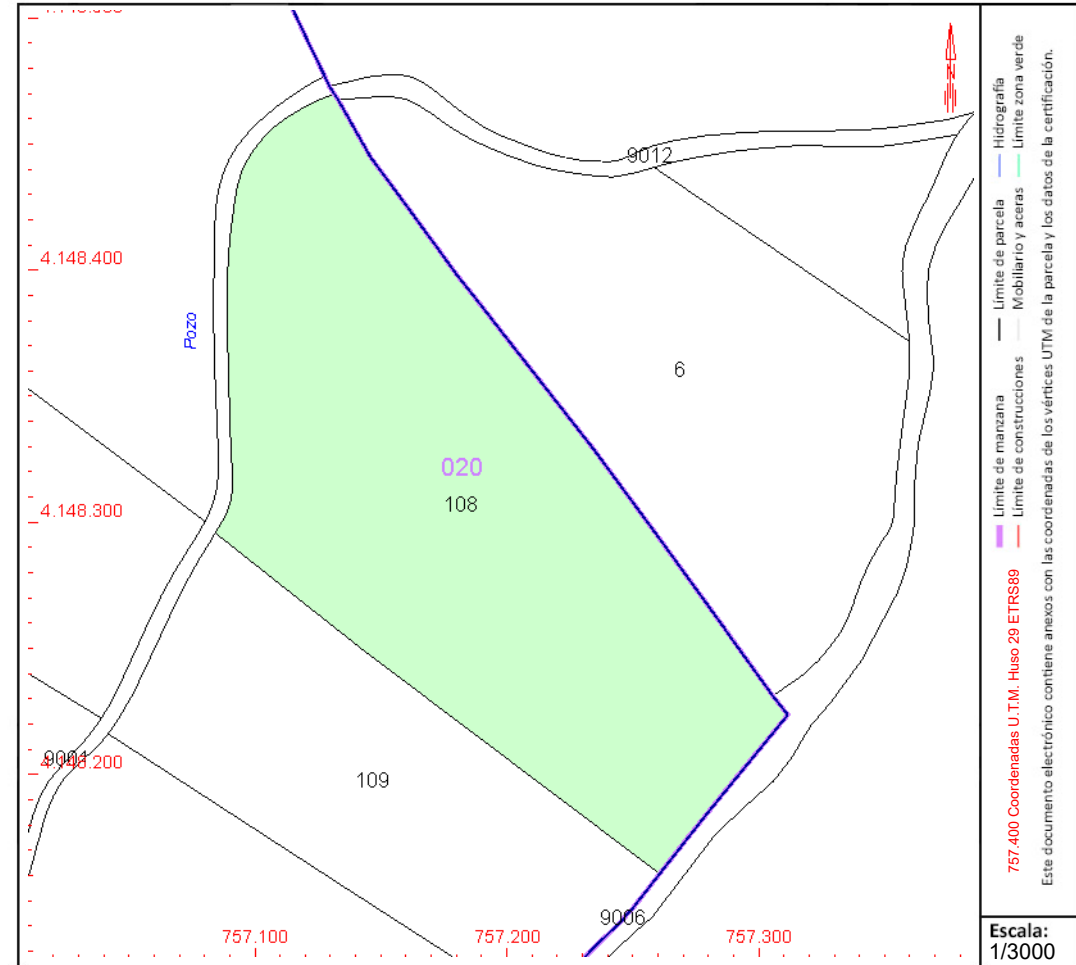 N
9012
4.148.400
Pozo
6
020
108
4.148.300
9001
4.148.200
109
9006
757.100
757.200
757.300
Límite de manzana
Límite de parcela
Hidrografía
Límite de construcciones
Mobiliario y aceras
Límite zona verde
757.400 Coordenadas U.T.M. Huso 29 ETRS89
Este documento electrónico contiene anexos con las coordenadas de los vértices UTM de la parcela y los datos de la certificación.
Escala:
1/3000